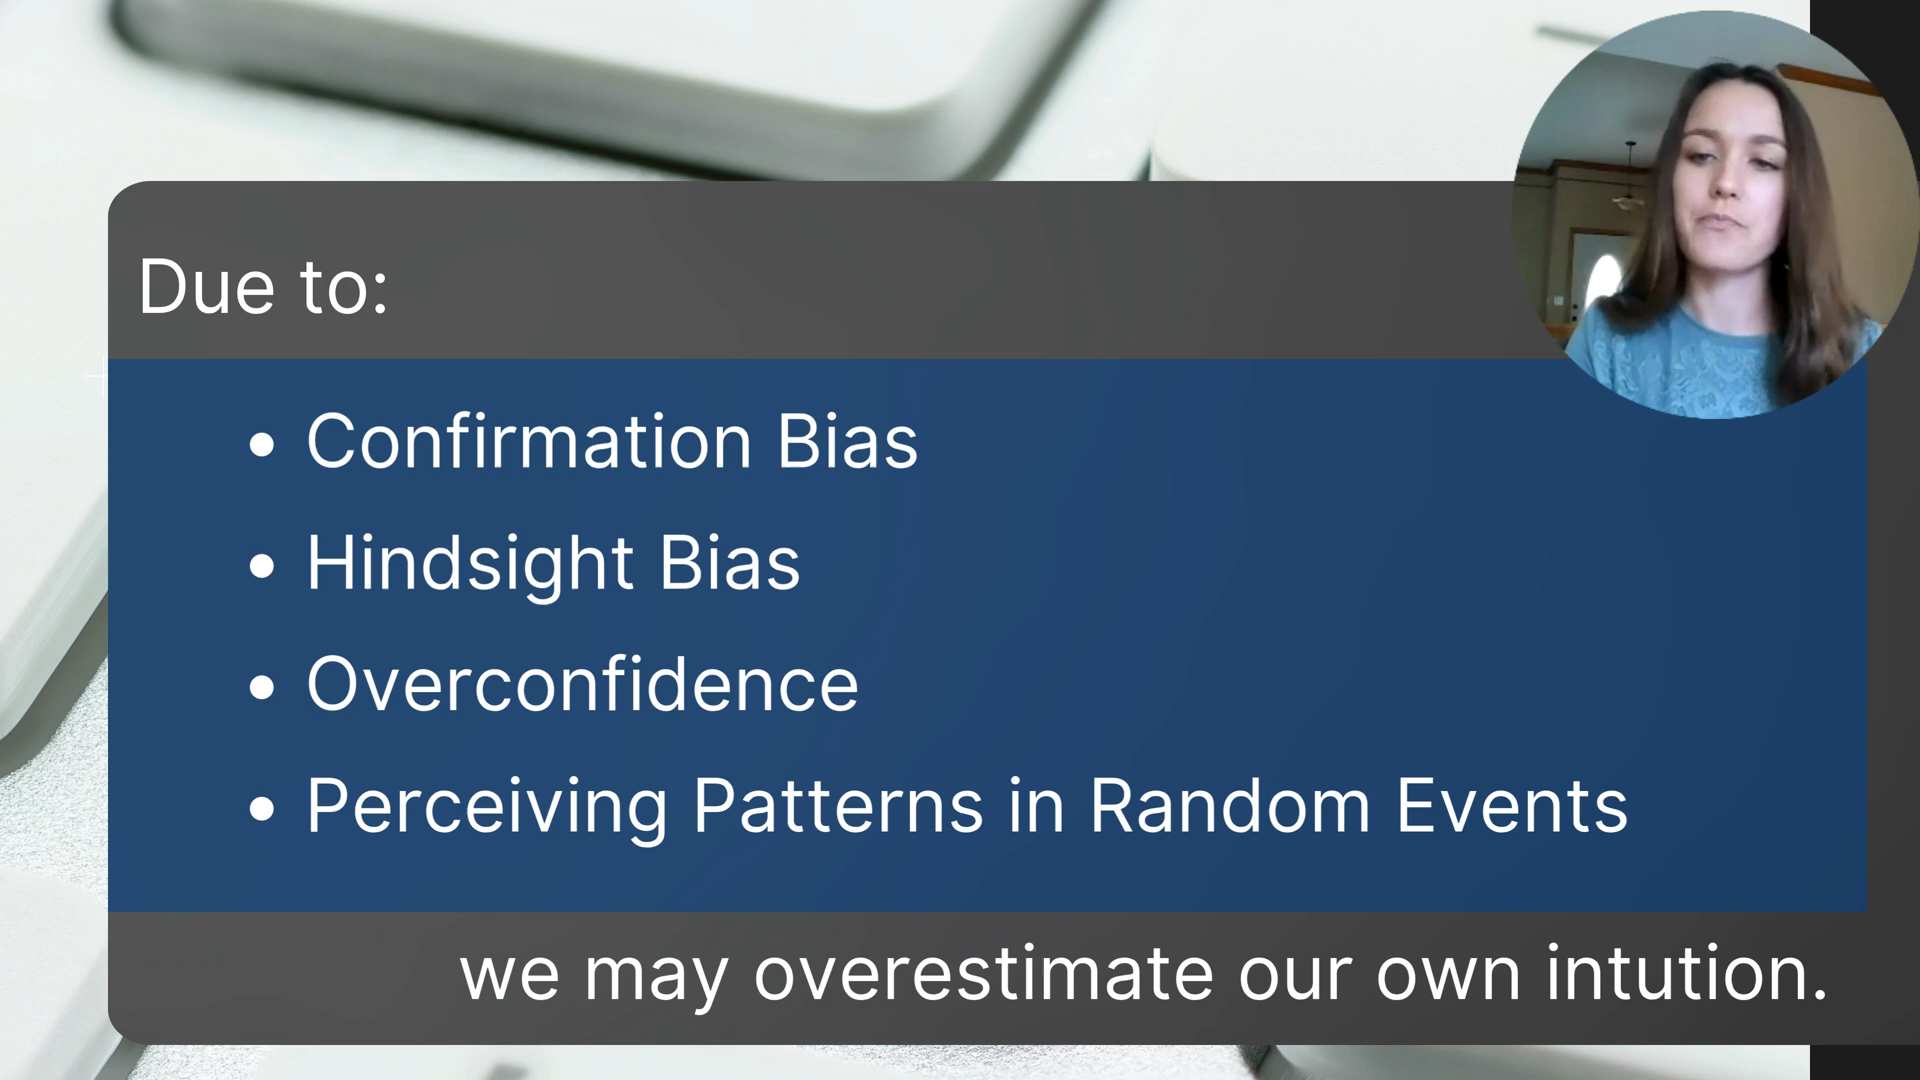 Due to:
• Confirmation Bias
• Hindsight Bias
• Overconfidence
• Perceiving Patterns in Random Events
we may overestimate our own intution.